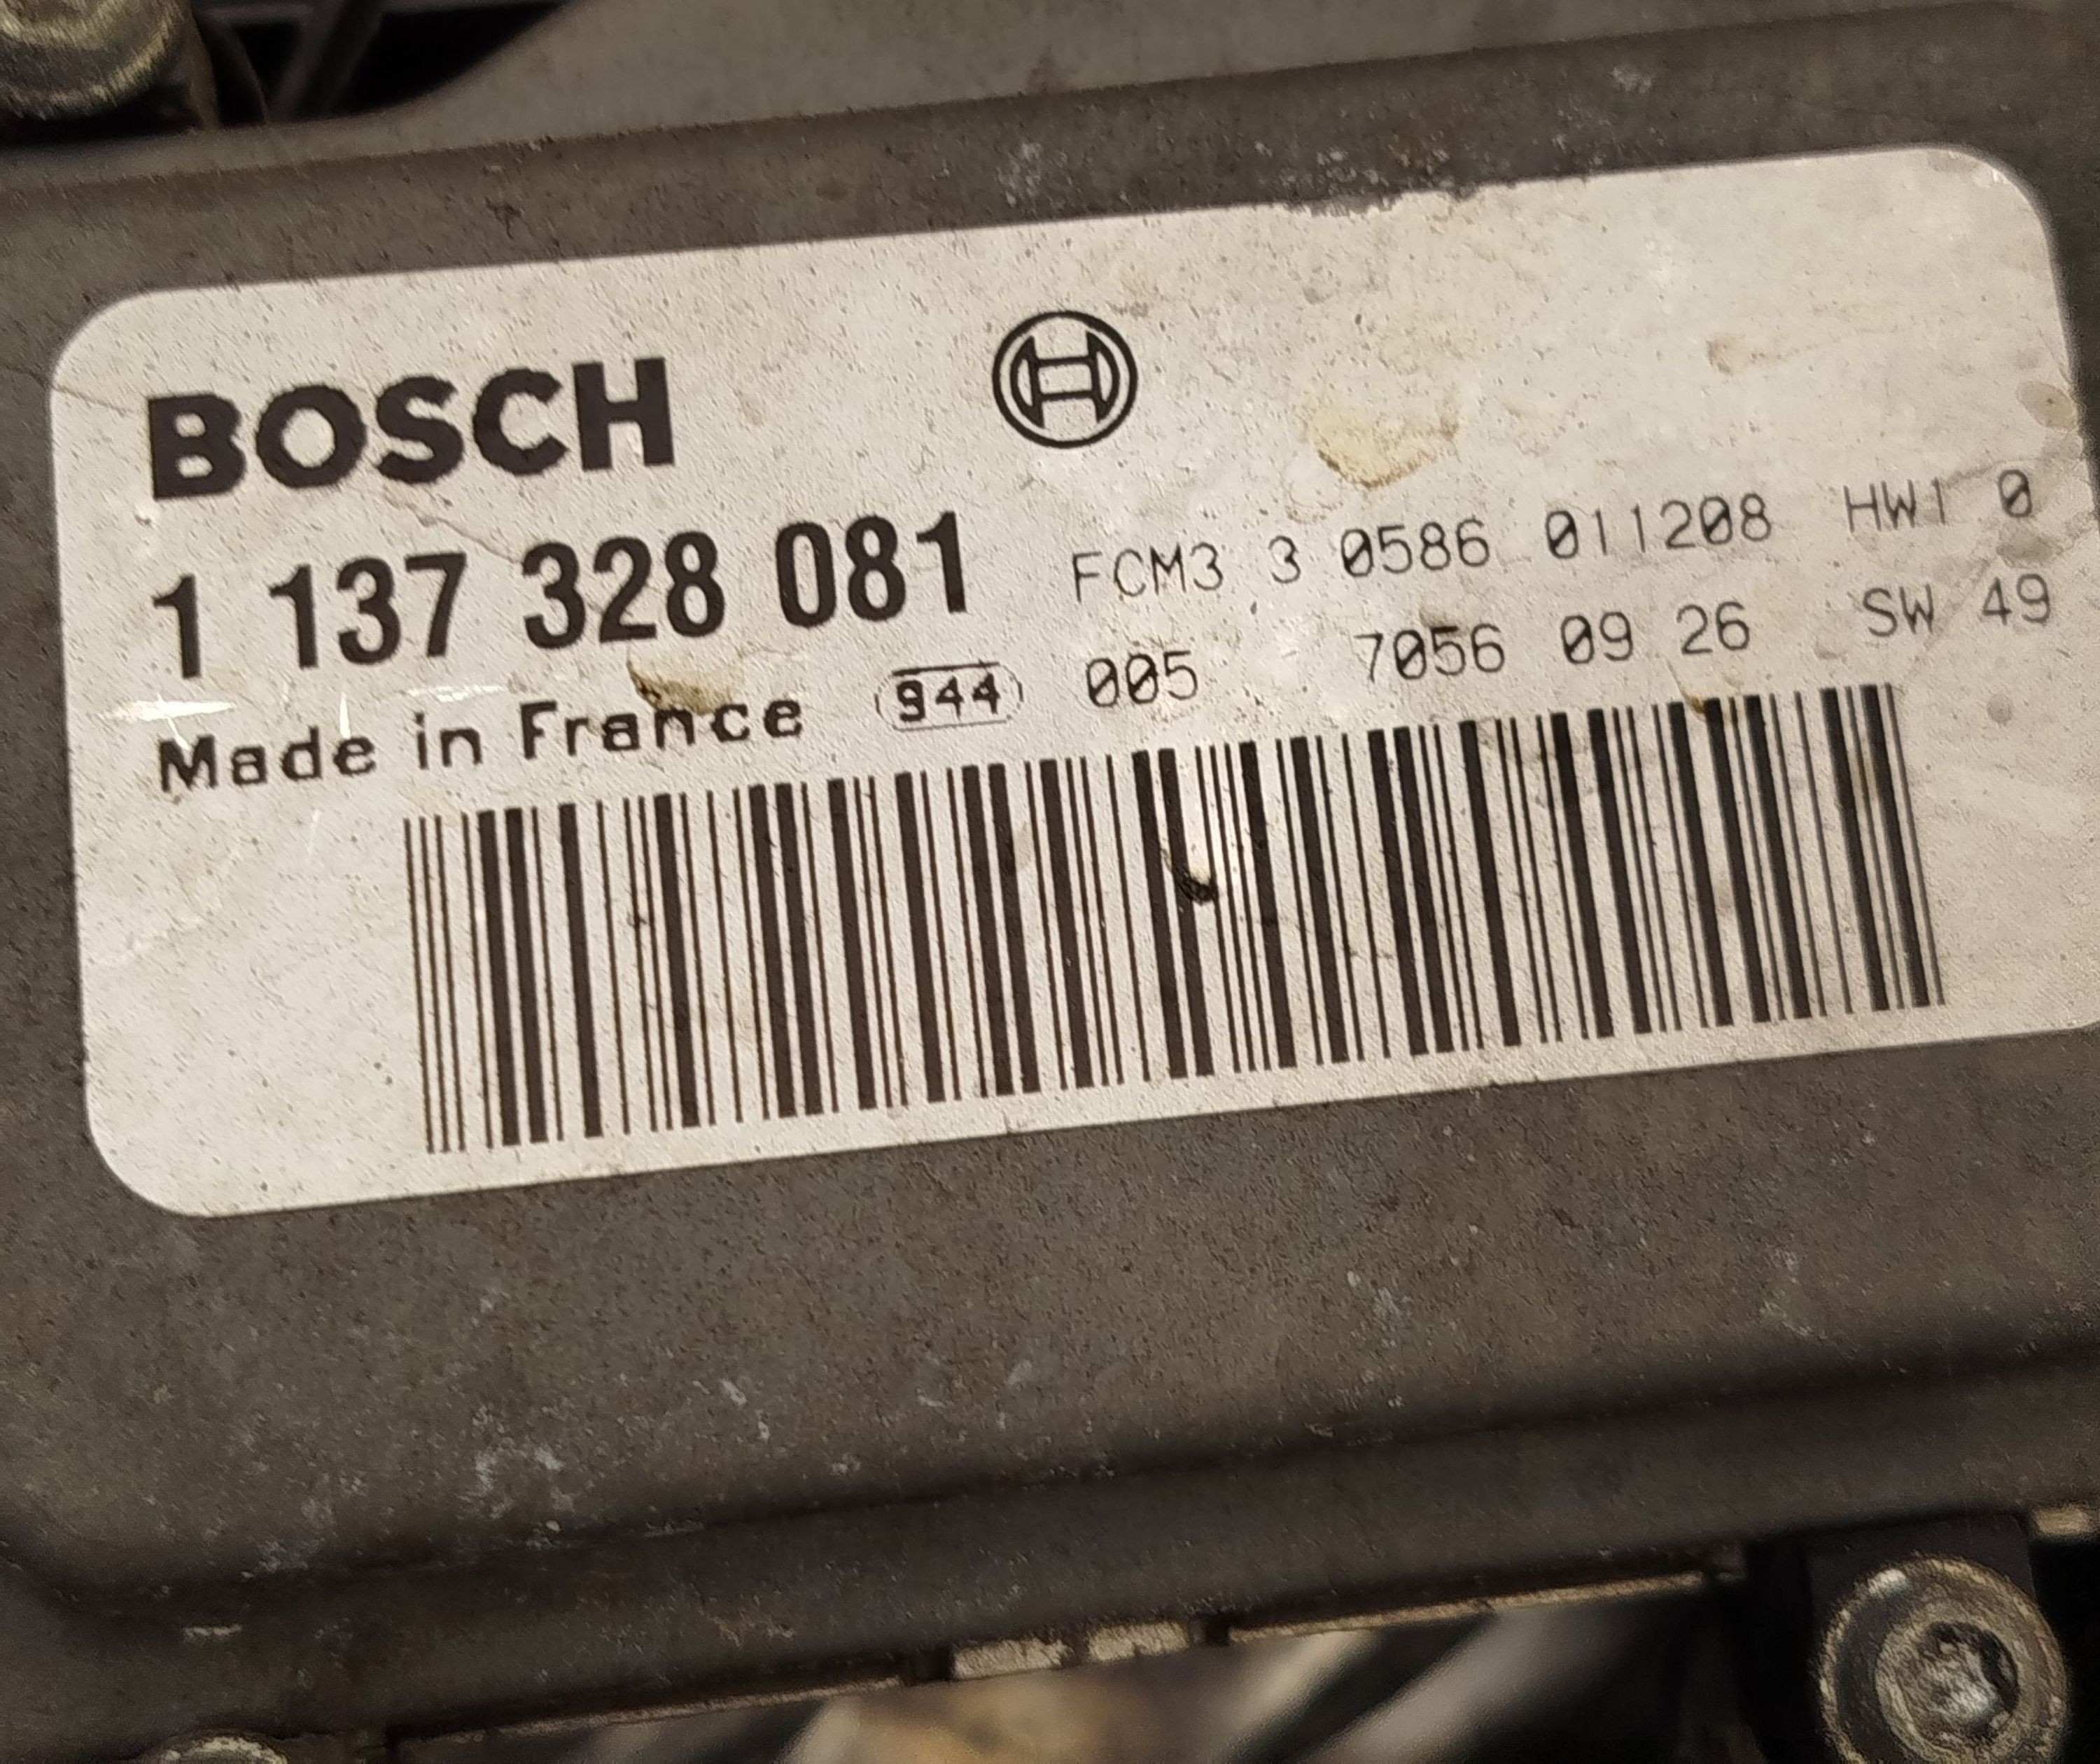 BOSCH
1 137 328 081 FCM3 3 0586 011208 HW1 0
Made in France 944 005 7056 09 26 SW 49